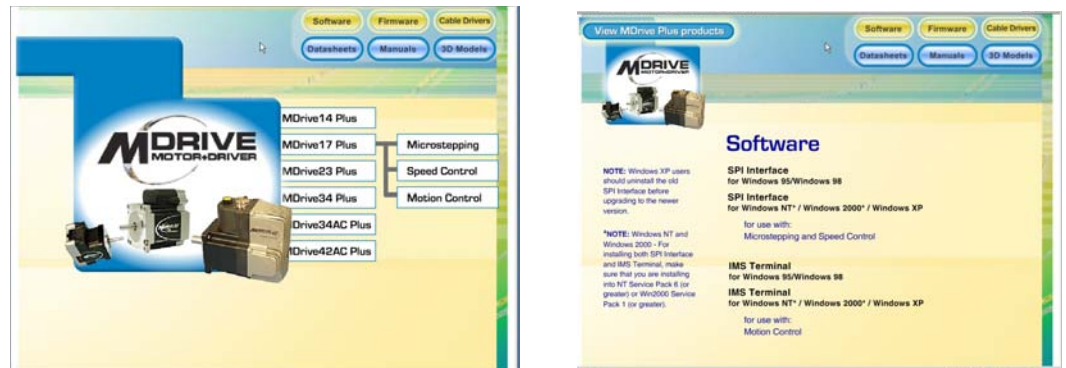 Software Firmware Cable Drivers
Datasheets Manuals 3D Models
MDRIVE
MOTOR+DRIVER
MDrive14 Plus
MDrive17 Plus
MDrive23 Plus
MDrive34 Plus
MDrive34AC Plus
MDrive42AC Plus
Microstepping
Speed Control
Motion Control
View MDrive Plus products
Software Firmware Cable Drivers
Datasheets Manuals 3D Models
MDRIVE
MOTOR+DRIVER
Software
NOTE: Windows XP users
should uninstall the old
SPI Interface before
upgrading to the newer
version.
*NOTE: Windows NT and
Windows 2000 - For
installing both SPI Interface
and IMS Terminal, make
sure that you are installing
into NT Service Pack 6 (or
greater) or Win2000 Service
Pack 1 (or greater).
SPI Interface
for Windows 95/Windows 98
SPI Interface
for Windows NT* / Windows 2000* / Windows XP
for use with:
Microstepping and Speed Control
IMS Terminal
for Windows 95/Windows 98
IMS Terminal
for Windows NT* / Windows 2000* / Windows XP
for use with:
Motion Control